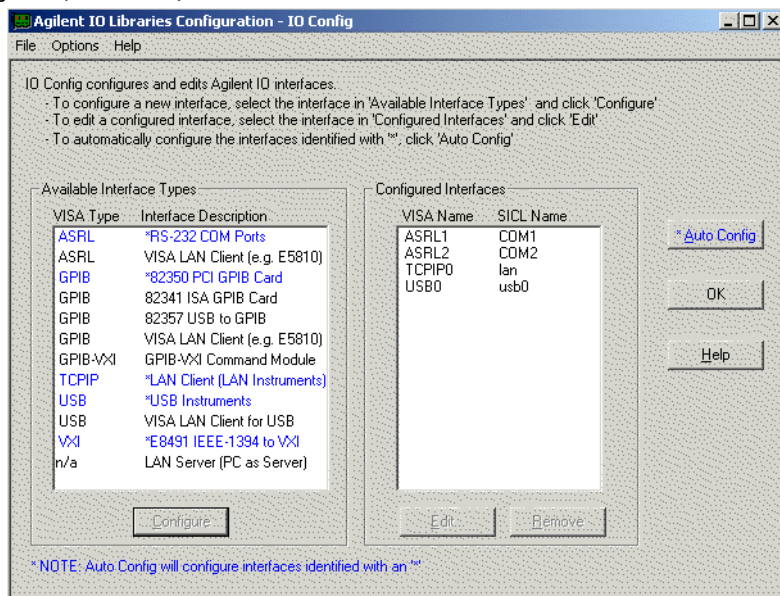 Agilent IO Libraries Configuration - IO Config
File Options Help
IO Config configures and edits Agilent IO interfaces.
- To configure a new interface, select the interface in 'Available Interface Types' and click 'Configure'
- To edit a configured interface, select the interface in 'Configured Interfaces' and click 'Edit'
- To automatically configure the interfaces identified with '*', click 'Auto Config'
Available Interface Types
VISA Type Interface Description
ASRL *RS-232 COM Ports
ASRL VISA LAN Client (e.g. E5810)
GPIB *82350 PCI GPIB Card
GPIB 82341 ISA GPIB Card
GPIB 82357 USB to GPIB
GPIB VISA LAN Client (e.g. E5810)
GPIB-VXI GPIB-VXI Command Module
TCPIP *LAN Client (LAN Instruments)
USB *USB Instruments
USB VISA LAN Client for USB
VXI *E8491 IEEE-1394 to VXI
n/a LAN Server (PC as Server)
Configure
Configured Interfaces
VISA Name SICL Name
ASRL1 COM1
ASRL2 COM2
TCPIP0 lan
USB0 usb0
Edit Remove
* Auto Config
OK
Help
* NOTE: Auto Config will configure interfaces identified with an '*'